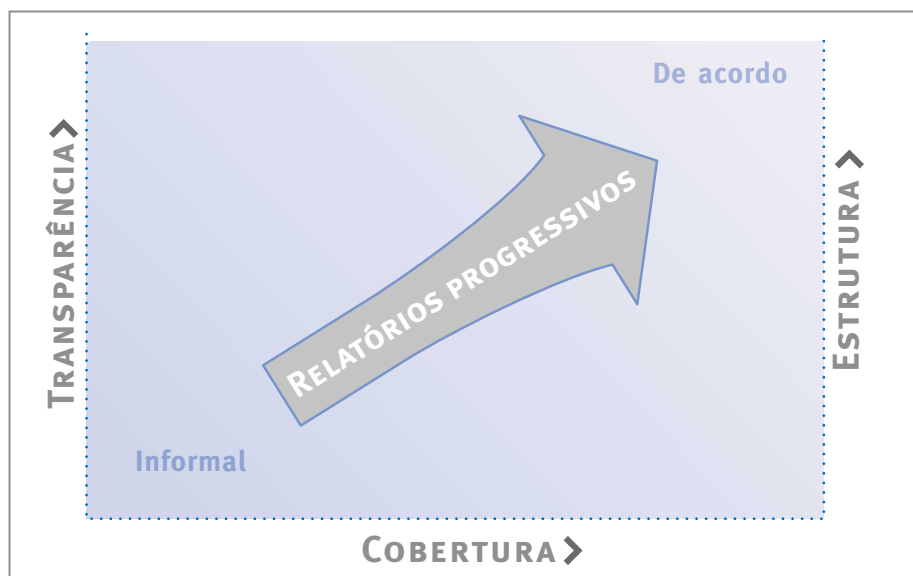 De acordo
TRANSPARÊNCIA >
RELATÓRIOS PROGRESSIVOS
ESTRUTURA >
Informal
COBERTURA >